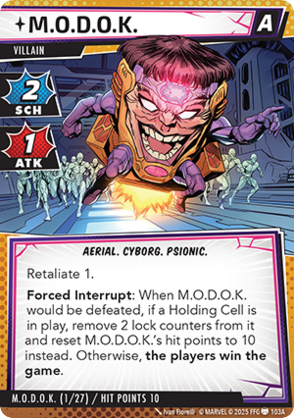 M.O.D.O.K.
A
VILLAIN
2
SCH
1
ATK
AERIAL. CYBORG. PSIONIC.
Retaliate 1.
Forced Interrupt: When M.O.D.O.K.
would be defeated, if a Holding Cell is
in play, remove 2 lock counters from it
and reset M.O.D.O.K.'s hit points to 10
instead. Otherwise, the players win the
game.
M.O.D.O.K. (1/27) / HIT POINTS 10
Ivan Fiorelli © MARVEL © 2025 FFG 103A